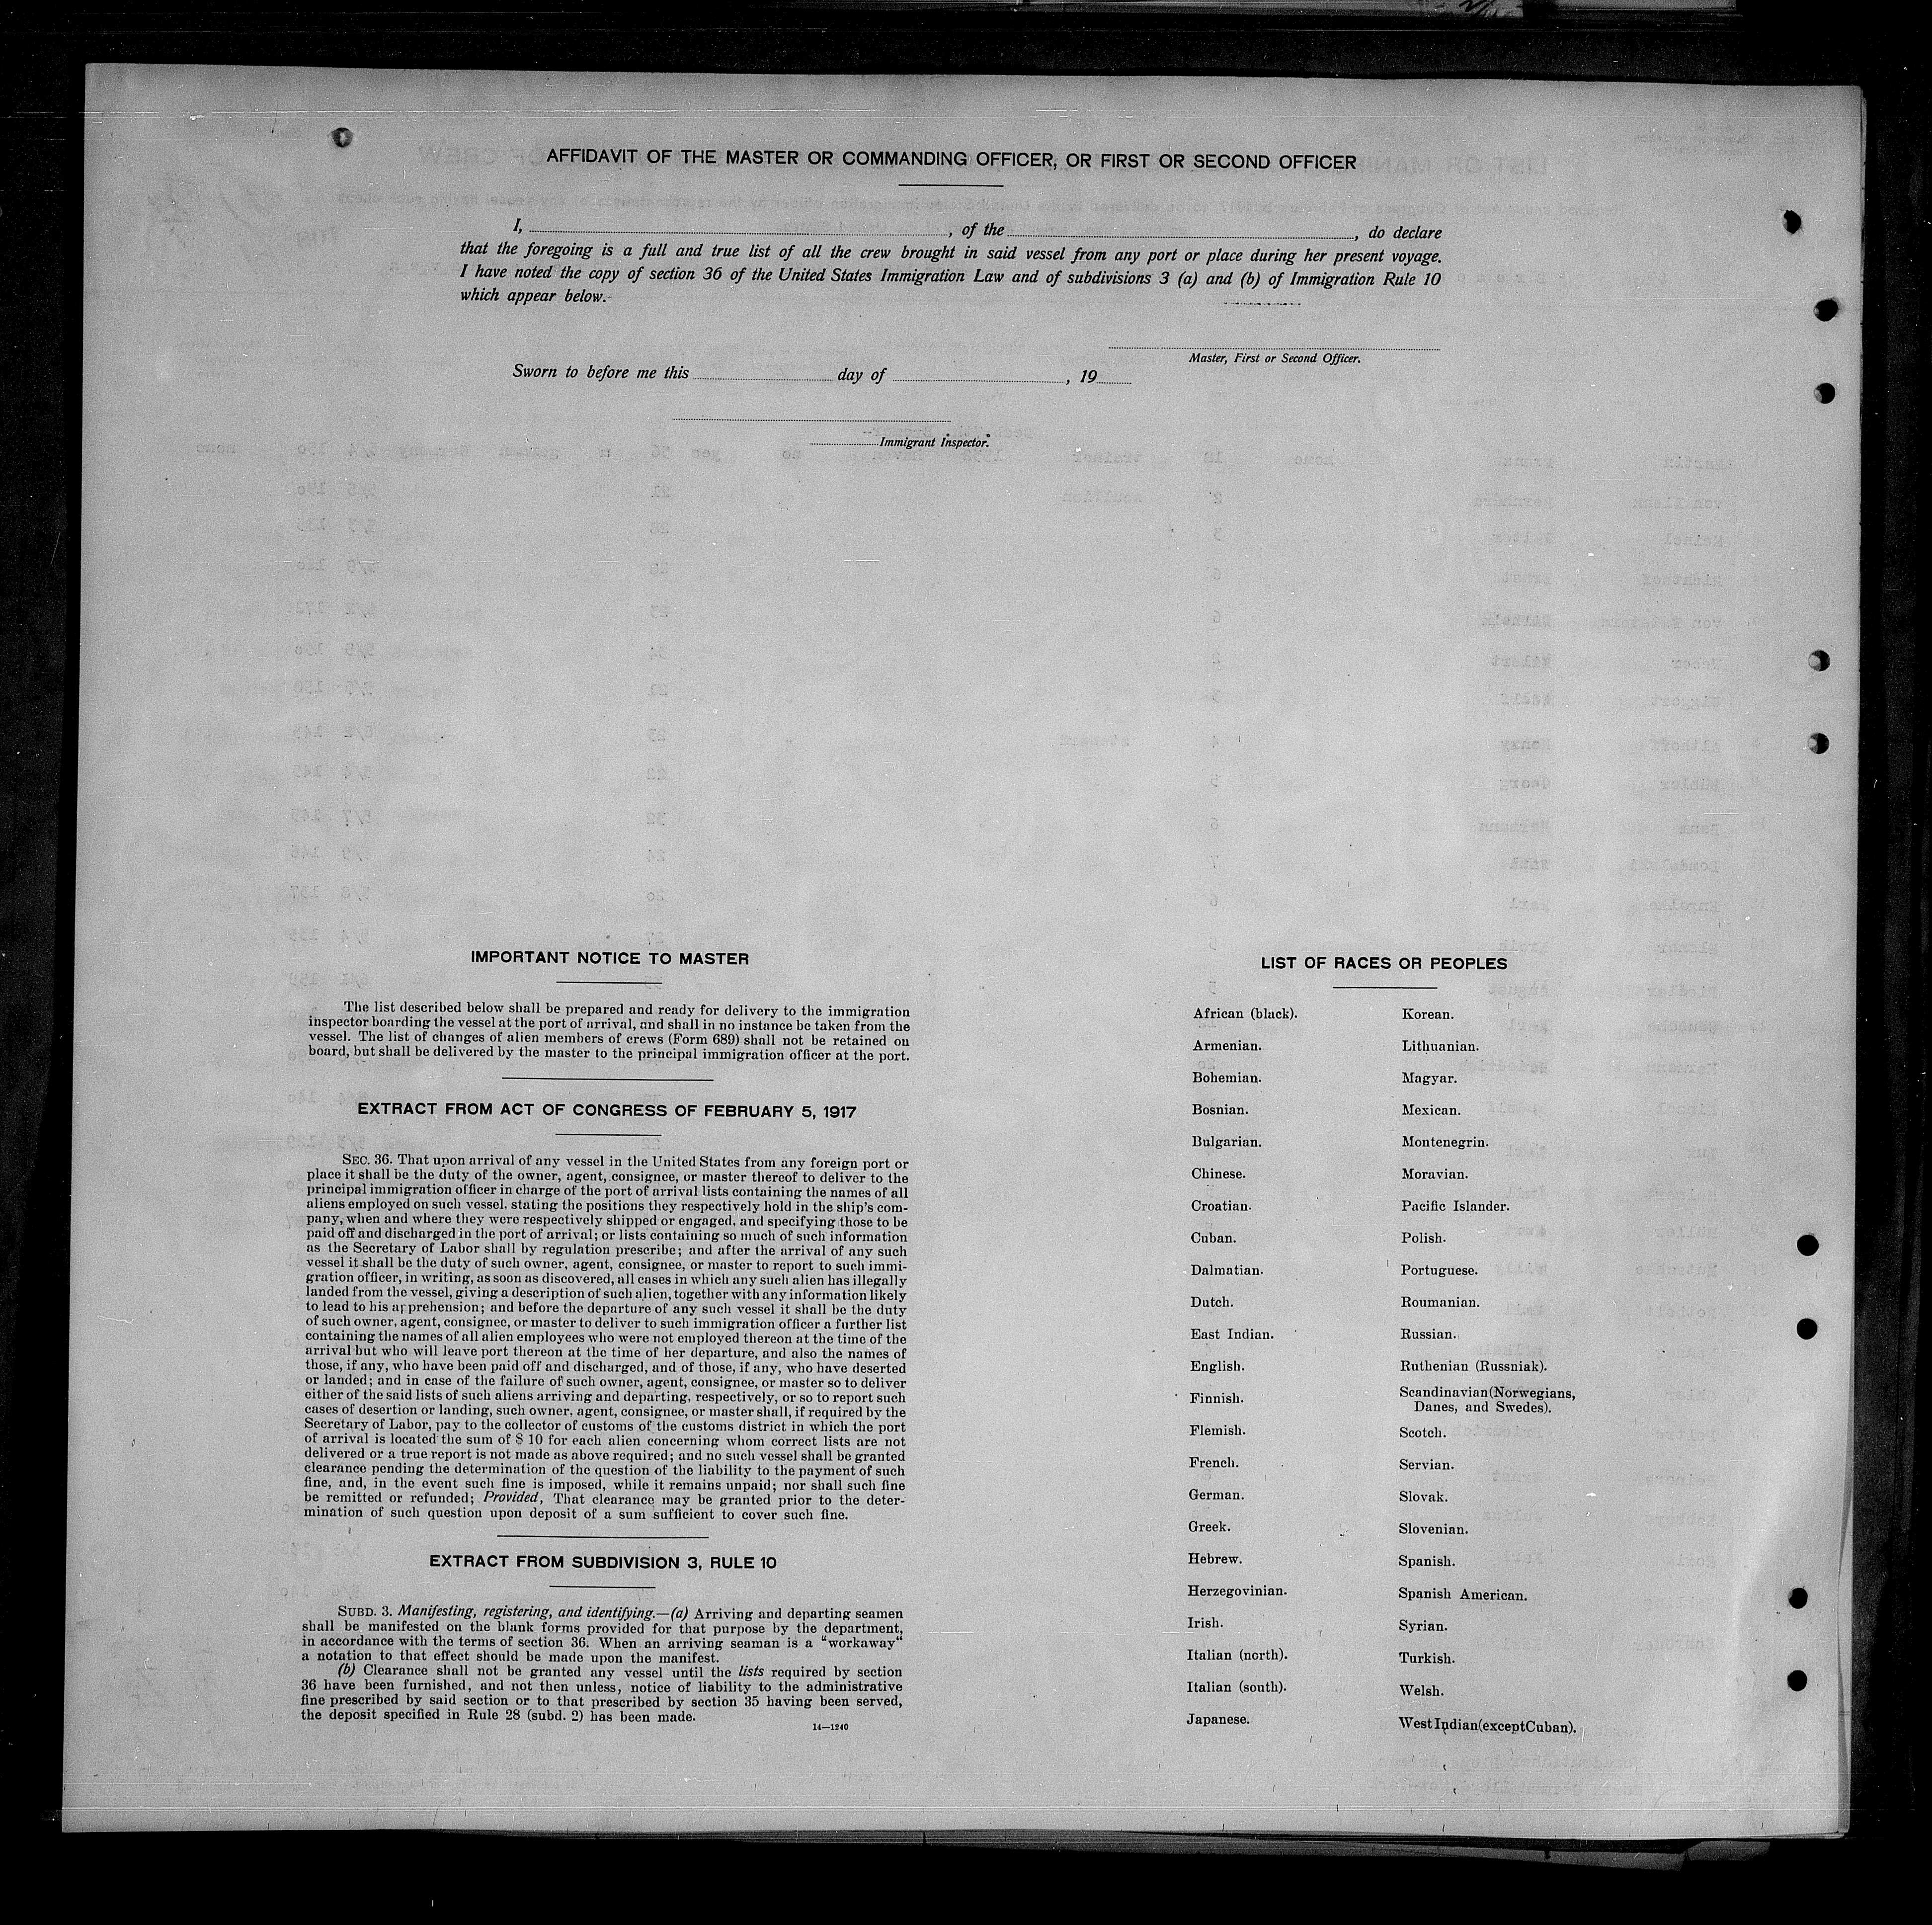 AFFIDAVIT OF THE MASTER OR COMMANDING OFFICER, OR FIRST OR SECOND OFFICER
I, , of the , do declare
that the foregoing is a full and true list of all the crew brought in said vessel from any port or place during her present voyage.
I have noted the copy of section 36 of the United States Immigration Law and of subdivisions 3 (a) and (b) of Immigration Rule 10
which appear below.
Master, First or Second Officer.
Sworn to before me this day of , 19
Immigrant Inspector.
IMPORTANT NOTICE TO MASTER
The list described below shall be prepared and ready for delivery to the immigration
inspector boarding the vessel at the port of arrival, and shall in no instance be taken from the
vessel. The list of changes of alien members of crews (Form 689) shall not be retained on
board, but shall be delivered by the master to the principal immigration officer at the port.
EXTRACT FROM ACT OF CONGRESS OF FEBRUARY 5, 1917
SEC. 36. That upon arrival of any vessel in the United States from any foreign port or
place it shall be the duty of the owner, agent, consignee, or master thereof to deliver to the
principal immigration officer in charge of the port of arrival lists containing the names of all
aliens employed on such vessel, stating the positions they respectively hold in the ship's com-
pany, when and where they were respectively shipped or engaged, and specifying those to be
paid off and discharged in the port of arrival; or lists containing so much of such information
as the Secretary of Labor shall by regulation prescribe; and after the arrival of any such
vessel it shall be the duty of such owner, agent, consignee, or master to report to such immi-
gration officer, in writing, as soon as discovered, all cases in which any such alien has illegally
landed from the vessel, giving a description of such alien, together with any information likely
to lead to his apprehension; and before the departure of any such vessel it shall be the duty
of such owner, agent, consignee, or master to deliver to such immigration officer a further list
containing the names of all alien employees who were not employed thereon at the time of the
arrival but who will leave port thereon at the time of her departure, and also the names of
those, if any, who have been paid off and discharged, and of those, if any, who have deserted
or landed; and in case of the failure of such owner, agent, consignee, or master so to deliver
either of the said lists of such aliens arriving and departing, respectively, or so to report such
cases of desertion or landing, such owner, agent, consignee, or master shall, if required by the
Secretary of Labor, pay to the collector of customs of the customs district in which the port
of arrival is located the sum of $ 10 for each alien concerning whom correct lists are not
delivered or a true report is not made as above required; and no such vessel shall be granted
clearance pending the determination of the question of the liability to the payment of such
fine, and, in the event such fine is imposed, while it remains unpaid; nor shall such fine
be remitted or refunded; Provided, That clearance may be granted prior to the deter-
mination of such question upon deposit of a sum sufficient to cover such fine.
EXTRACT FROM SUBDIVISION 3, RULE 10
SUBD. 3. Manifesting, registering, and identifying.—(a) Arriving and departing seamen
shall be manifested on the blank forms provided for that purpose by the department,
in accordance with the terms of section 36. When an arriving seaman is a "workaway"
a notation to that effect should be made upon the manifest.
(b) Clearance shall not be granted any vessel until the lists required by section
36 have been furnished, and not then unless, notice of liability to the administrative
fine prescribed by said section or to that prescribed by section 35 having been served,
the deposit specified in Rule 28 (subd. 2) has been made.
14—1240
LIST OF RACES OR PEOPLES
African (black).
Armenian.
Bohemian.
Bosnian.
Bulgarian.
Chinese.
Croatian.
Cuban.
Dalmatian.
Dutch.
East Indian.
English.
Finnish.
Flemish.
French.
German.
Greek.
Hebrew.
Herzegovinian.
Irish.
Italian (north).
Italian (south).
Japanese.
Korean.
Lithuanian.
Magyar.
Mexican.
Montenegrin.
Moravian.
Pacific Islander.
Polish.
Portuguese.
Roumanian.
Russian.
Ruthenian (Russniak).
Scandinavian (Norwegians,
Danes, and Swedes).
Scotch.
Servian.
Slovak.
Slovenian.
Spanish.
Spanish American.
Syrian.
Turkish.
Welsh.
West Indian (except Cuban).